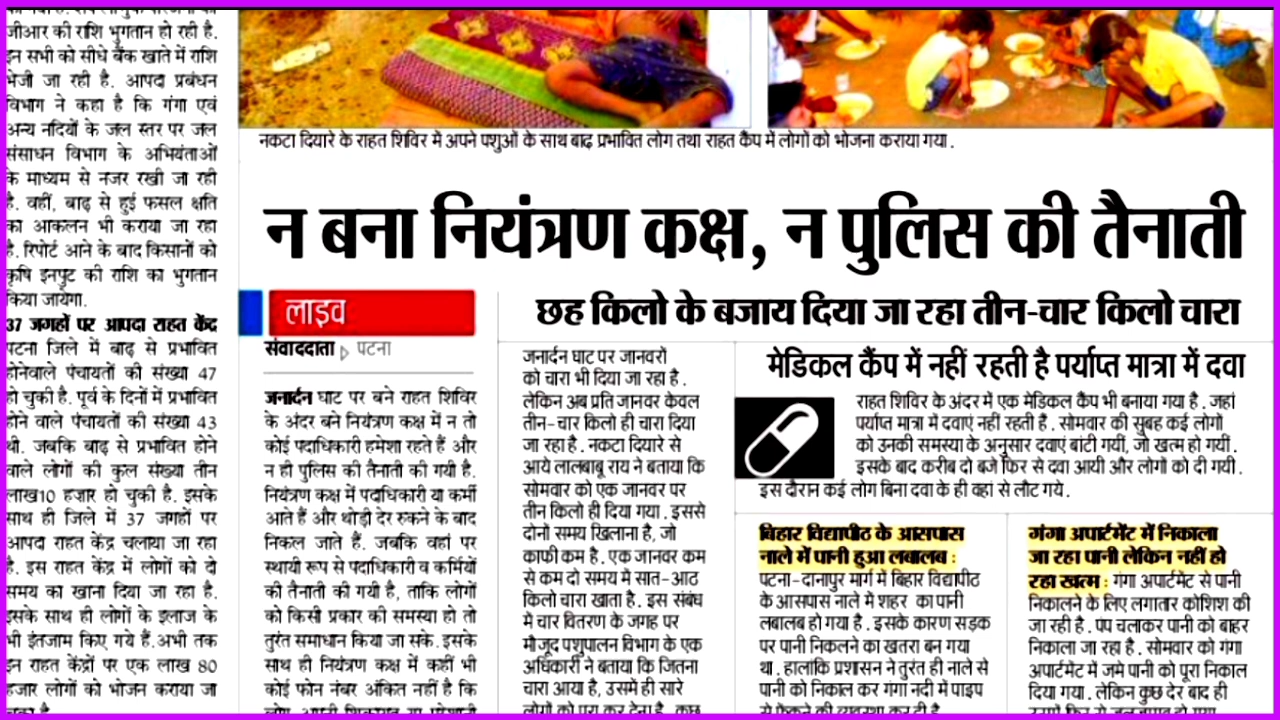 जीआर की राशि भुगतान हो रही है.
इन सभी को सीधे बैंक खाते में राशि
भेजी जा रही है. आपदा प्रबंधन
विभाग ने कहा है कि गंगा एवं
अन्य नदियों के जल स्तर पर जल
संसाधन विभाग के अभियंताओं
के माध्यम से नजर रखी जा रही
है. वहीं, बाढ़ से हुई फसल क्षति
का आकलन भी कराया जा रहा
है. रिपोर्ट आने के बाद किसानों को
कृषि इनपुट की राशि का भुगतान
किया जायेगा.
37 जगहों पर आपदा राहत केंद्र
पटना जिले में बाढ़ से प्रभावित
होनेवाले पंचायतों की संख्या 47
हो चुकी है. पूर्व के दिनों में प्रभावित
होने वाले पंचायतों की संख्या 43
थी. जबकि बाढ़ से प्रभावित होने
वाले लोगों की कुल संख्या तीन
लाख10 हजार हो चुकी है. इसके
साथ ही जिले में 37 जगहों पर
आपदा राहत केंद्र चलाया जा रहा
है. इस राहत केंद्र में लोगों को दो
समय का खाना दिया जा रहा है.
इसके साथ ही लोगों के इलाज के
भी इंतजाम किए गये हैं.अभी तक
इन राहत केंद्रों पर एक लाख 80
हजार लोगों को भोजन कराया जा
चुका है.
नकटा दियारे के राहत शिविर में अपने पशुओं के साथ बाढ़ प्रभावित लोग तथा राहत कैंप में लोगों को भोजना कराया गया.
न बना नियंत्रण कक्ष, न पुलिस की तैनाती
लाइव
संवाददाता ▷ पटना
जनार्दन घाट पर बने राहत शिविर
के अंदर बने नियंत्रण कक्ष में न तो
कोई पदाधिकारी हमेशा रहते हैं और
न ही पुलिस की तैनाती की गयी है.
नियंत्रण कक्ष में पदाधिकारी या कर्मी
आते हैं और थोड़ी देर रुकने के बाद
निकल जाते हैं. जबकि वहां पर
स्थायी रूप से पदाधिकारी व कर्मियों
की तैनाती की गयी है, ताकि लोगों
को किसी प्रकार की समस्या हो तो
तुरंत समाधान किया जा सके. इसके
साथ ही नियंत्रण कक्ष में कहीं भी
कोई फोन नंबर अंकित नहीं है कि
छह किलो के बजाय दिया जा रहा तीन-चार किलो चारा
जनार्दन घाट पर जानवरों
को चारा भी दिया जा रहा है.
लेकिन अब प्रति जानवर केवल
तीन-चार किलो ही चारा दिया
जा रहा है. नकटा दियारे से
आये लालबाबू राय ने बताया कि
सोमवार को एक जानवर पर
तीन किलो ही दिया गया. इससे
दोनों समय खिलाना है, जो
काफी कम है. एक जानवर कम
से कम दो समय में सात-आठ
किलो चारा खाता है. इस संबंध
में चार वितरण के जगह पर
मौजूद पशुपालन विभाग के एक
अधिकारी ने बताया कि जितना
चारा आया है, उसमें ही सारे
लोगों को पूरा कर देना है. कुछ
मेडिकल कैंप में नहीं रहती है पर्याप्त मात्रा में दवा
राहत शिविर के अंदर में एक मेडिकल कैंप भी बनाया गया है. जहां
पर्याप्त मात्रा में दवाएं नहीं रहती हैं. सोमवार की सुबह कई लोगों
को उनकी समस्या के अनुसार दवाएं बांटी गयीं, जो खत्म हो गयीं.
इसके बाद करीब दो बजे फिर से दवा आयी और लोगों को दी गयी.
इस दौरान कई लोग बिना दवा के ही वहां से लौट गये.
बिहार विद्यापीठ के आसपास
नाले में पानी हुआ लबालब :
पटना-दानापुर मार्ग में बिहार विद्यापीठ
के आसपास नाले में शहर का पानी
लबालब हो गया है. इसके कारण सड़क
पर पानी निकलने का खतरा बन गया
था. हालांकि प्रशासन ने तुरंत ही नाले से
पानी को निकाल कर गंगा नदी में पाइप
से फेंकने की व्यवस्था कर दी है.
गंगा अपार्टमेंट में निकाला
जा रहा पानी लेकिन नहीं हो
रहा खत्म : गंगा अपार्टमेंट से पानी
निकालने के लिए लगातार कोशिश की
जा रही है. पंप चलाकर पानी को बाहर
निकाला जा रहा है. सोमवार को गंगा
अपार्टमेंट में जमे पानी को पूरा निकाल
दिया गया. लेकिन कुछ देर बाद ही